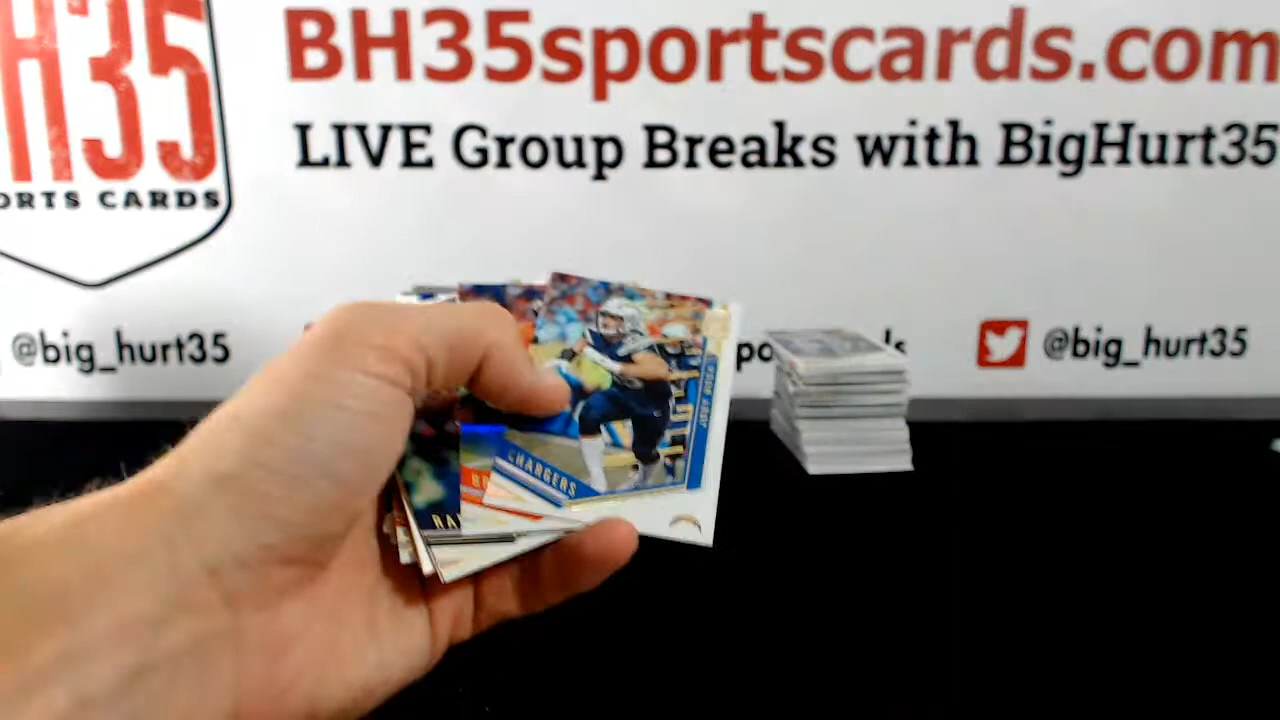 H35
ORTS CARDS
BH35sportscards.com
LIVE Group Breaks with BigHurt35
@big_hurt35
@big_hurt35
CHARGERS